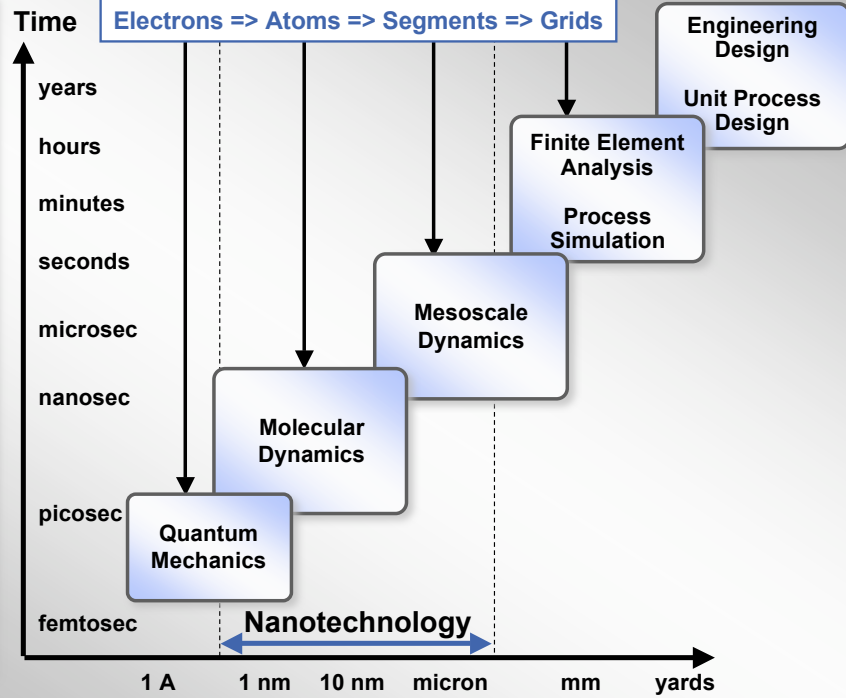 Time
Electrons => Atoms => Segments => Grids
Engineering
Design
Unit Process
Design
years
hours
minutes
seconds
microsec
nanosec
picosec
femtosec
Finite Element
Analysis
Process
Simulation
Mesoscale
Dynamics
Molecular
Dynamics
Quantum
Mechanics
Nanotechnology
1 A 1 nm 10 nm micron mm yards